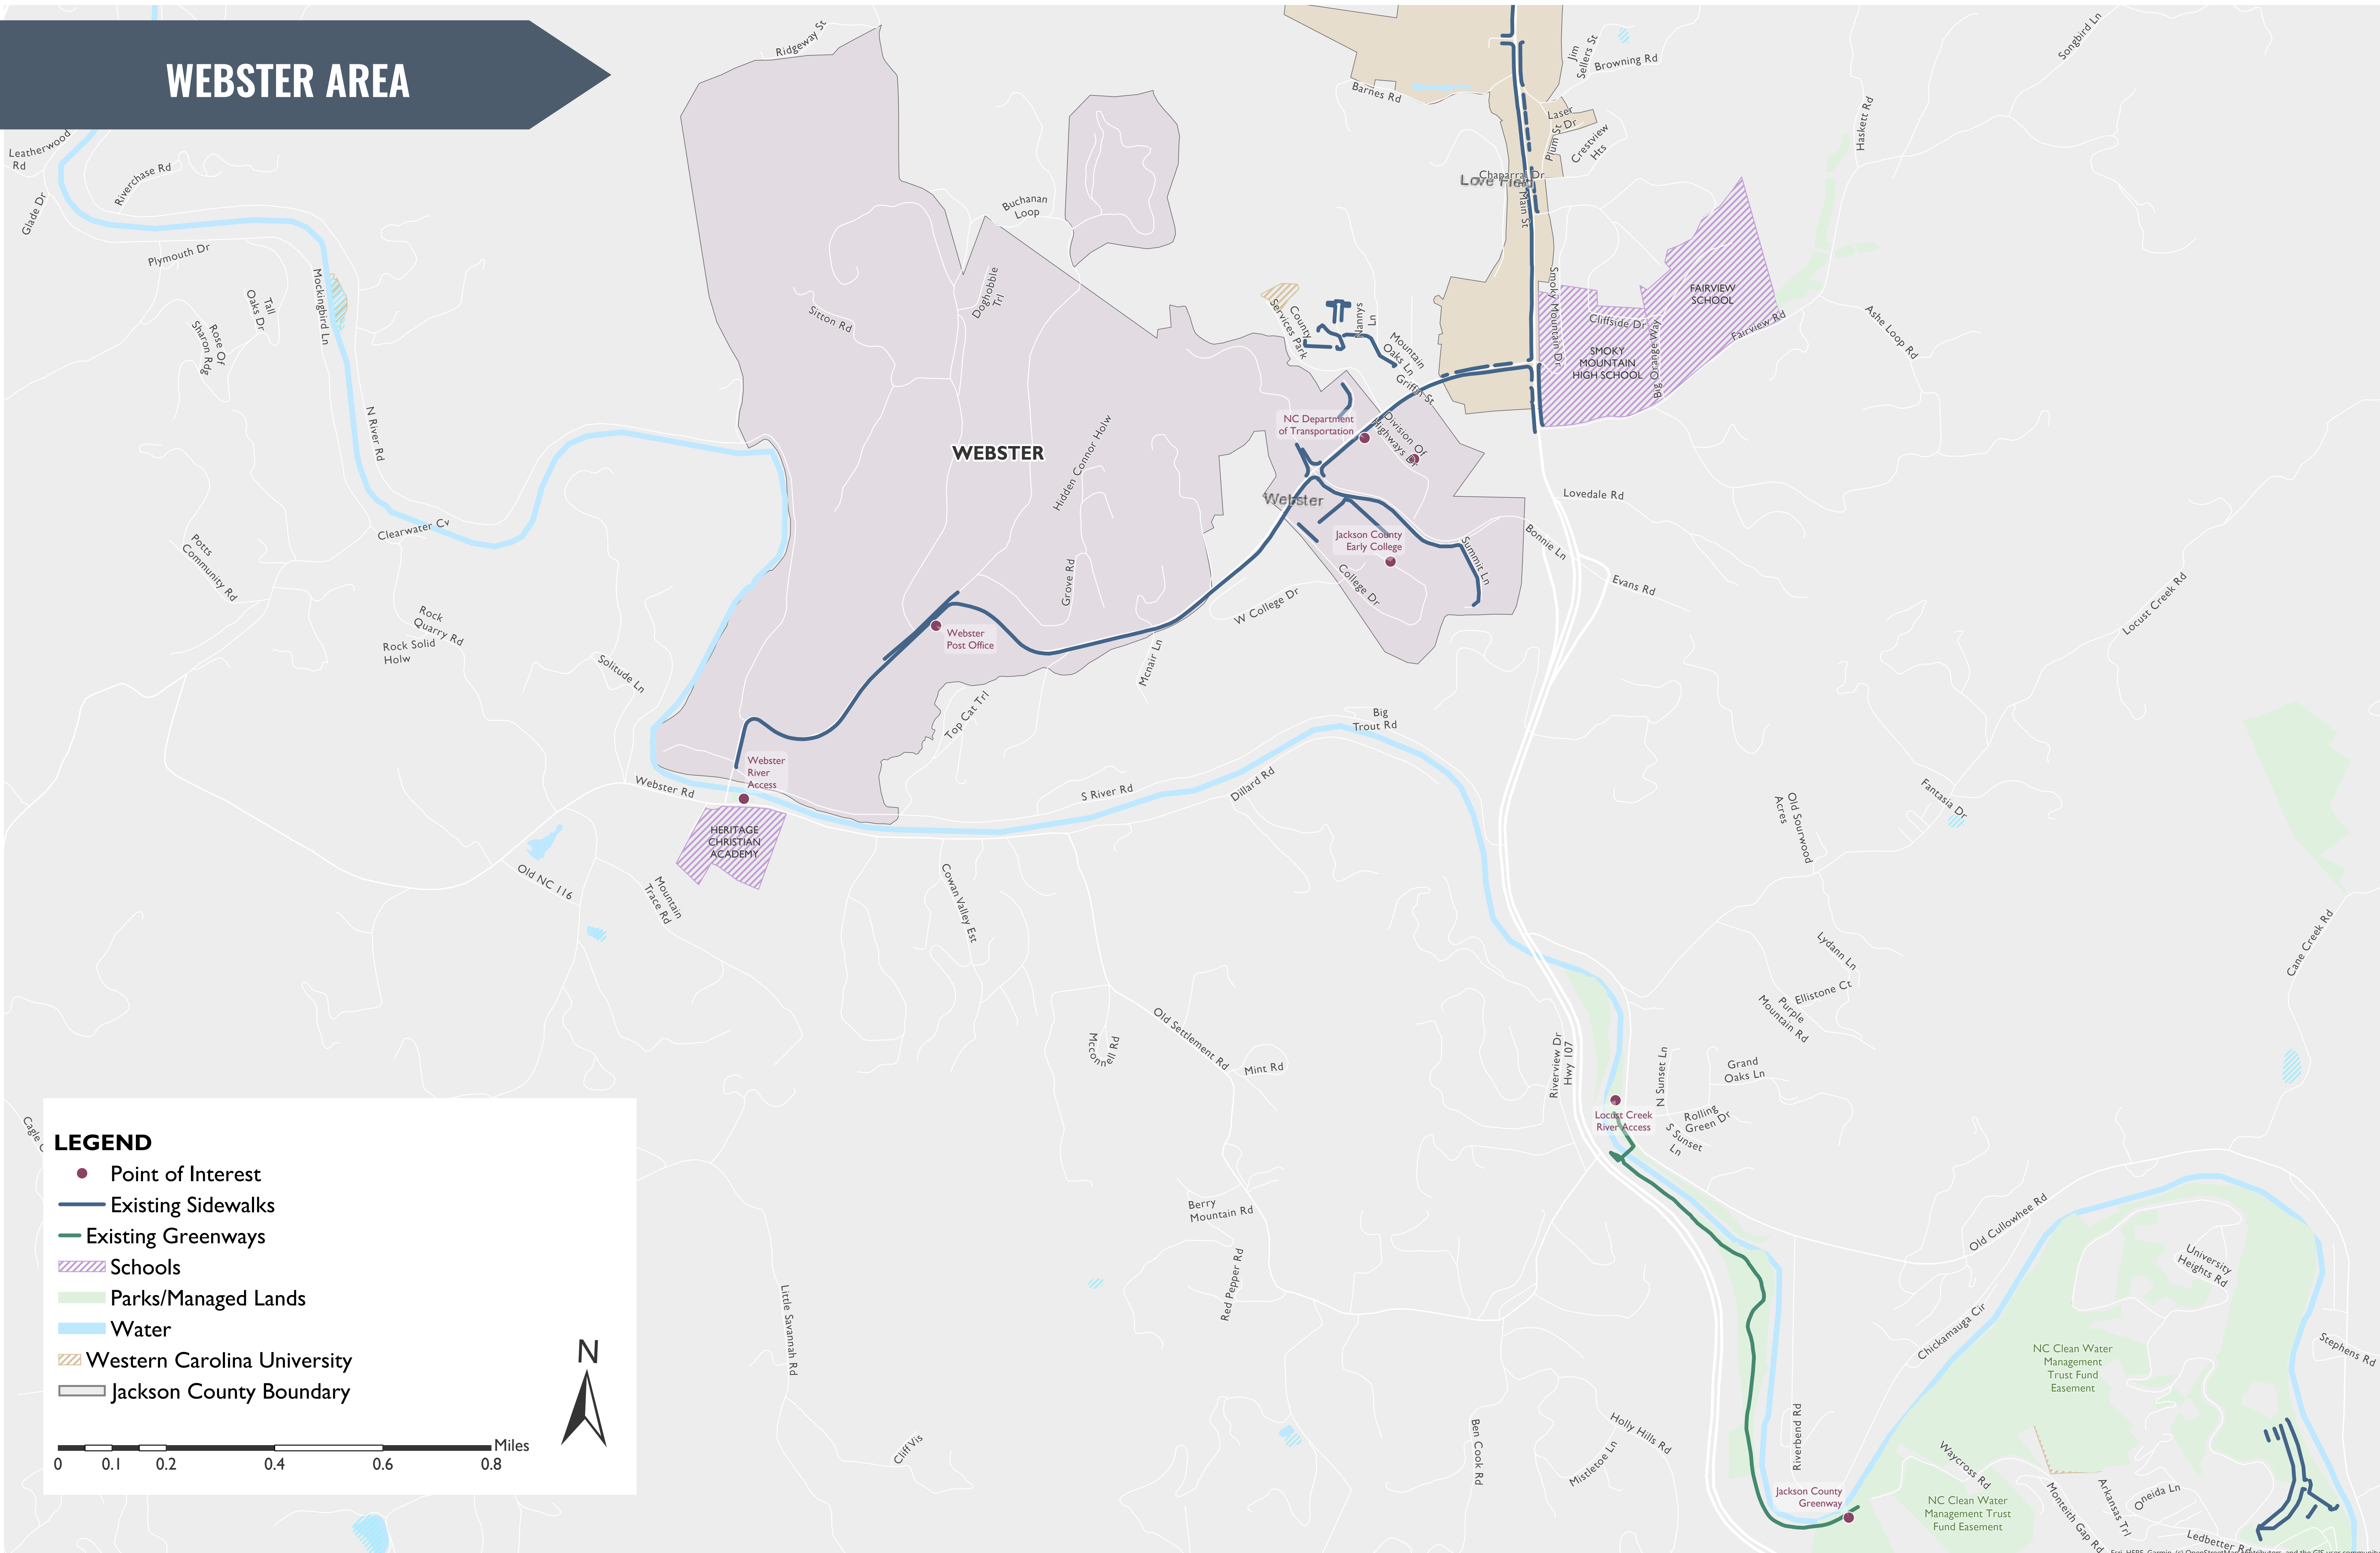 WEBSTER AREA
Ridgeway St
Leatherwood
Rd
Riverchase Rd
Glade Dr
Plymouth Dr
Tall
Oaks Dr
Rose Of
Sharon Rdg
Mockingbird Ln
N River Rd
Clearwater Cv
Potts
Community Rd
Rock
Quarry Rd
Rock Solid
Holw
Solitude Ln
Buchanan
Loop
Doghobble
Trl
Sitton Rd
WEBSTER
Hidden Connor Holw
Grove Rd
Webster
Post Office
Mcnair Ln
Top Cat Trl
Webster
River
Access
Webster Rd
HERITAGE
CHRISTIAN
ACADEMY
Old NC 116
Mountain
Trace Rd
Barnes Rd
Jim
Sellers St
Browning Rd
Laser
Dr
Plum St
Crestview
Hts
Chaparral Dr
Love Field
Main St
Haskett Rd
Songbird Ln
FAIRVIEW
SCHOOL
Cliffside Dr
Smoky Mountain Dr
SMOKY
MOUNTAIN
HIGH SCHOOL
Big Orange Way
Fairview Rd
Ashe Loop Rd
County
Services Park
Nannys
Ln
Mountain
Oaks Ln
Griffin St
NC Department
of Transportation
Division Of
Highways Dr
Webster
Jackson County
Early College
College Dr
W College Dr
Summit Ln
Bonnie Ln
Lovedale Rd
Evans Rd
Locust Creek Rd
Big
Trout Rd
S River Rd
Dillard Rd
Cowan Valley Est
Old Sourwood
Acres
Fantasia Dr
Cane Creek Rd
Lydann Ln
Ellistone Ct
Purple
Mountain Rd
Mcconnell Rd
Old Settlement Rd
Mint Rd
Riverview Dr
Hwy 107
N Sunset Ln
Grand
Oaks Ln
Rolling
Green Dr
S Sunset
Ln
Locust Creek
River Access
Berry
Mountain Rd
Red Pepper Rd
Little Savannah Rd
Cliff Vis
Ben Cook Rd
Mistletoe Ln
Holly Hills Rd
Riverbend Rd
Old Cullowhee Rd
Chickamauga Cir
University
Heights Rd
Stephens Rd
NC Clean Water
Management
Trust Fund
Easement
Jackson County
Greenway
NC Clean Water
Management Trust
Fund Easement
Waycross Rd
Monteith Gap Rd
Arkansas Trl
Oneida Ln
Ledbetter Rd
LEGEND
Point of Interest
Existing Sidewalks
Existing Greenways
Schools
Parks/Managed Lands
Water
Western Carolina University
Jackson County Boundary
N
Miles
0 0.1 0.2 0.4 0.6 0.8